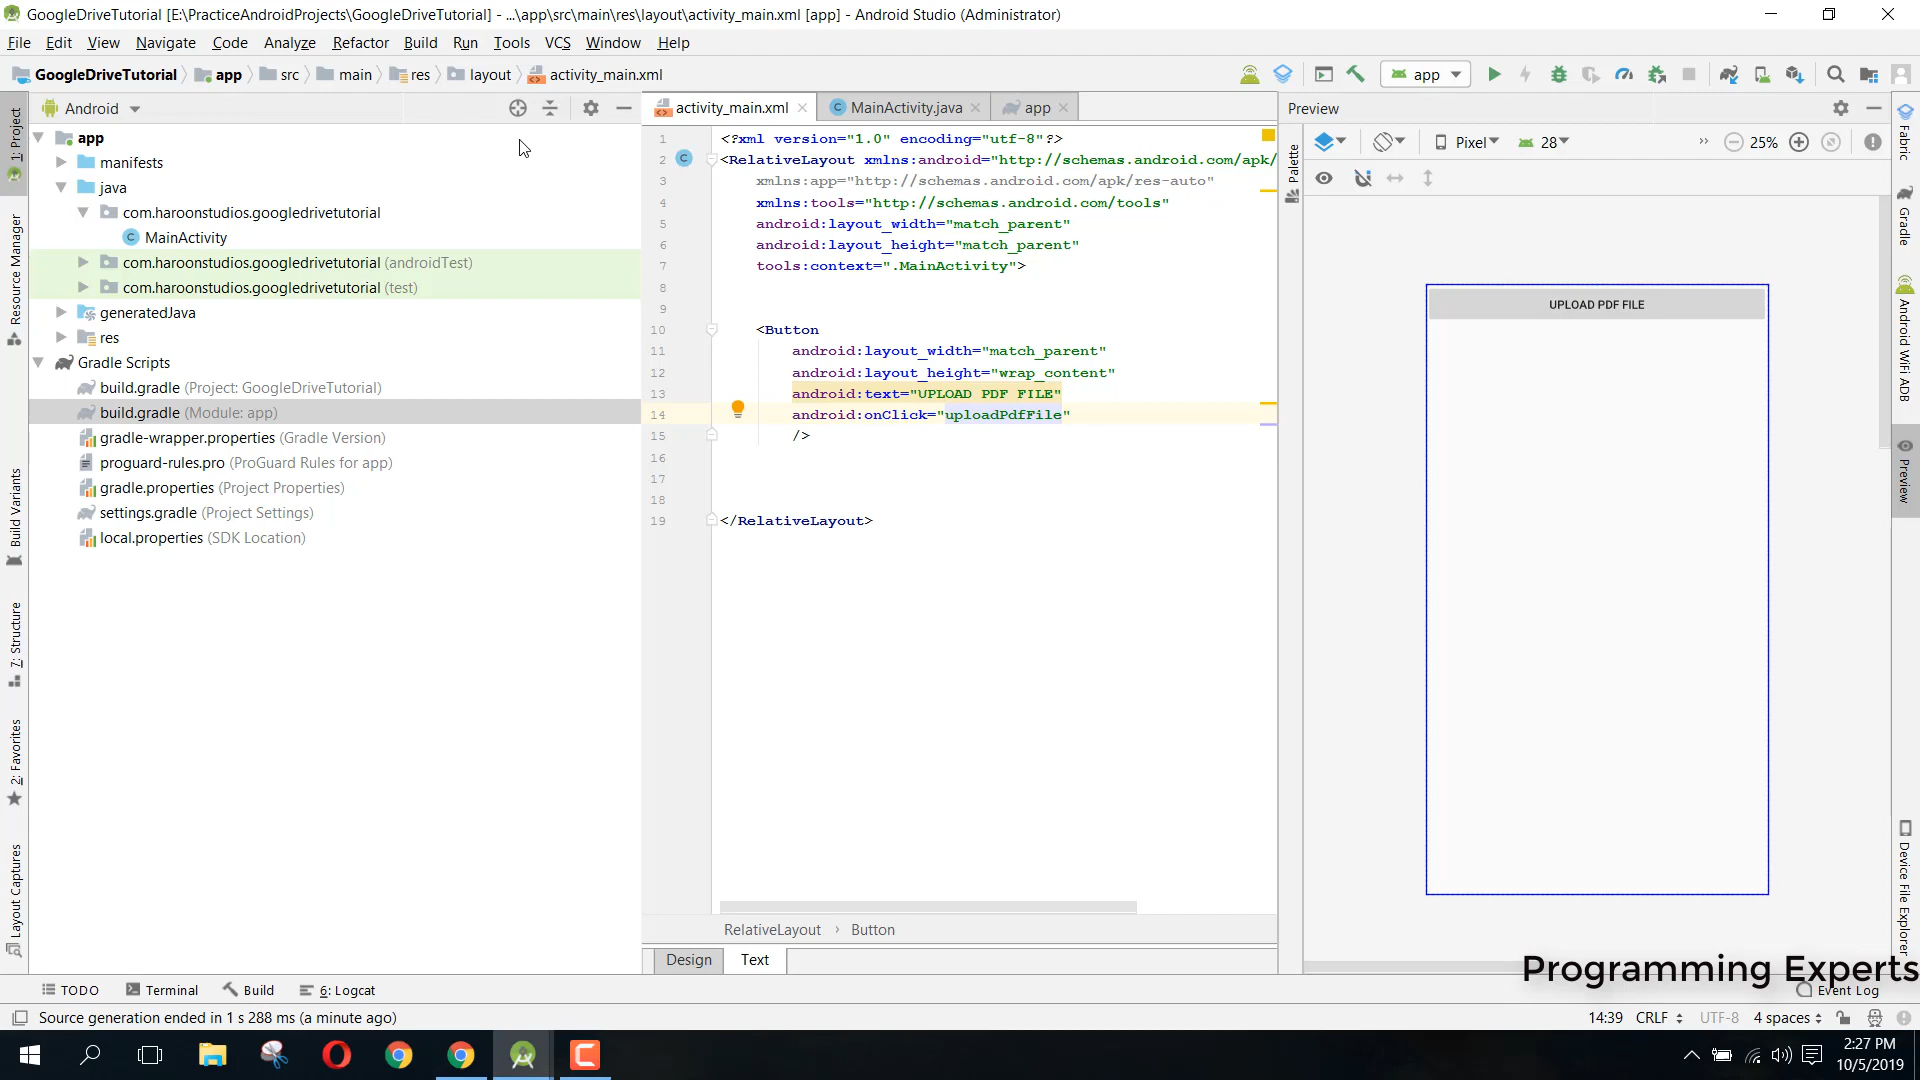 GoogleDriveTutorial [E:\PracticeAndroidProjects\GoogleDriveTutorial] - ...\app\src\main\res\layout\activity_main.xml [app] - Android Studio (Administrator)
File Edit View Navigate Code Analyze Refactor Build Run Tools VCS Window Help
GoogleDriveTutorial app src main res layout activity_main.xml
app
Android
activity_main.xml
MainActivity.java
app
Preview
1: Project
Resource Manager
Build Variants
7: Structure
2: Favorites
Layout Captures
app
manifests
java
com.haroonstudios.googledrivetutorial
MainActivity
com.haroonstudios.googledrivetutorial (androidTest)
com.haroonstudios.googledrivetutorial (test)
generatedJava
res
Gradle Scripts
build.gradle (Project: GoogleDriveTutorial)
build.gradle (Module: app)
gradle-wrapper.properties (Gradle Version)
proguard-rules.pro (ProGuard Rules for app)
gradle.properties (Project Properties)
settings.gradle (Project Settings)
local.properties (SDK Location)
1 <?xml version="1.0" encoding="utf-8"?>
2 <RelativeLayout xmlns:android="http://schemas.android.com/apk/
3 xmlns:app="http://schemas.android.com/apk/res-auto"
4 xmlns:tools="http://schemas.android.com/tools"
5 android:layout_width="match_parent"
6 android:layout_height="match_parent"
7 tools:context=".MainActivity">
8
9
10 <Button
11 android:layout_width="match_parent"
12 android:layout_height="wrap_content"
13 android:text="UPLOAD PDF FILE"
14 android:onClick="uploadPdfFile"
15 />
16
17
18
19 </RelativeLayout>
RelativeLayout › Button
Design Text
Palette
Pixel 28 » 25%
UPLOAD PDF FILE
Fabric
Gradle
Android WiFi ADB
Preview
Device File Explorer
Programming Experts
TODO Terminal Build 6: Logcat
Event Log
Source generation ended in 1 s 288 ms (a minute ago)
14:39 CRLF UTF-8 4 spaces
2:27 PM
10/5/2019